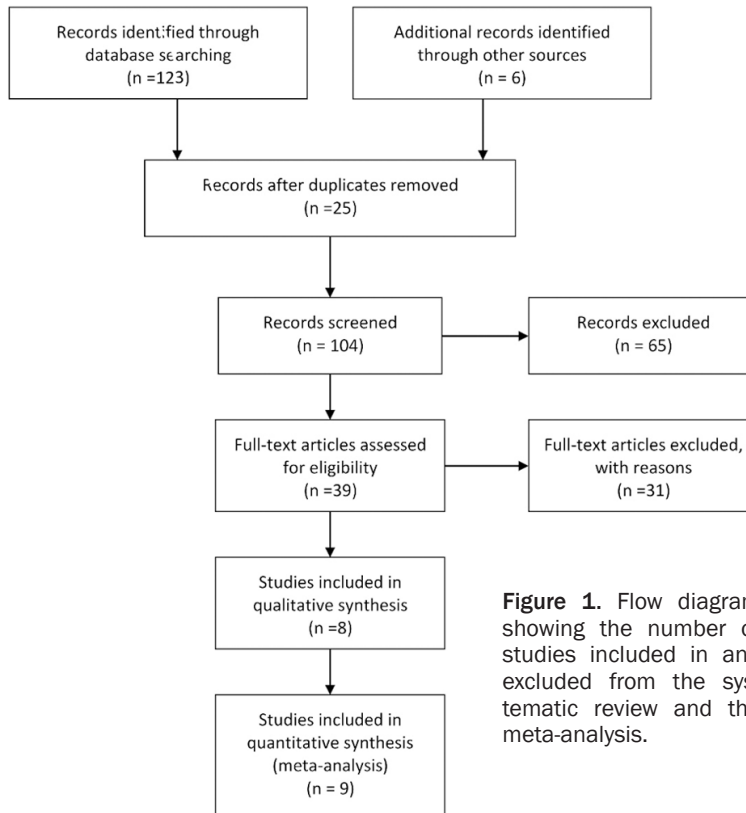 Records identified through
database searching
(n =123)
Additional records identified
through other sources
(n = 6)
Records after duplicates removed
(n =25)
Records screened
(n = 104)
Records excluded
(n = 65)
Full-text articles assessed
for eligibility
(n =39)
Full-text articles excluded,
with reasons
(n =31)
Studies included in
qualitative synthesis
(n =8)
Studies included in
quantitative synthesis
(meta-analysis)
(n = 9)
Figure 1. Flow diagram
showing the number o
studies included in an
excluded from the sys
tematic review and th
meta-analysis.